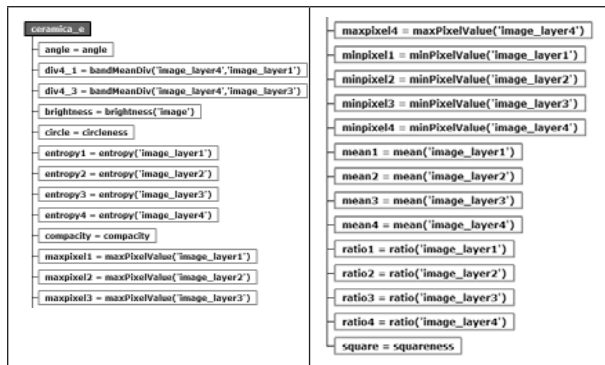 ceramica_e
angle = angle
div4_1 = bandMeanDiv('image_layer4','image_layer1')
div4_3 = bandMeanDiv('image_layer4','image_layer3')
brightness = brightness('image')
circle = circleness
entropy1 = entropy('image_layer1')
entropy2 = entropy('image_layer2')
entropy3 = entropy('image_layer3')
entropy4 = entropy('image_layer4')
compacity = compacity
maxpixel1 = maxPixelValue('image_layer1')
maxpixel2 = maxPixelValue('image_layer2')
maxpixel3 = maxPixelValue('image_layer3')
maxpixel4 = maxPixelValue('image_layer4')
minpixel1 = minPixelValue('image_layer1')
minpixel2 = minPixelValue('image_layer2')
minpixel3 = minPixelValue('image_layer3')
minpixel4 = minPixelValue('image_layer4')
mean1 = mean('image_layer1')
mean2 = mean('image_layer2')
mean3 = mean('image_layer3')
mean4 = mean('image_layer4')
ratio1 = ratio('image_layer1')
ratio2 = ratio('image_layer2')
ratio3 = ratio('image_layer3')
ratio4 = ratio('image_layer4')
square = squareness